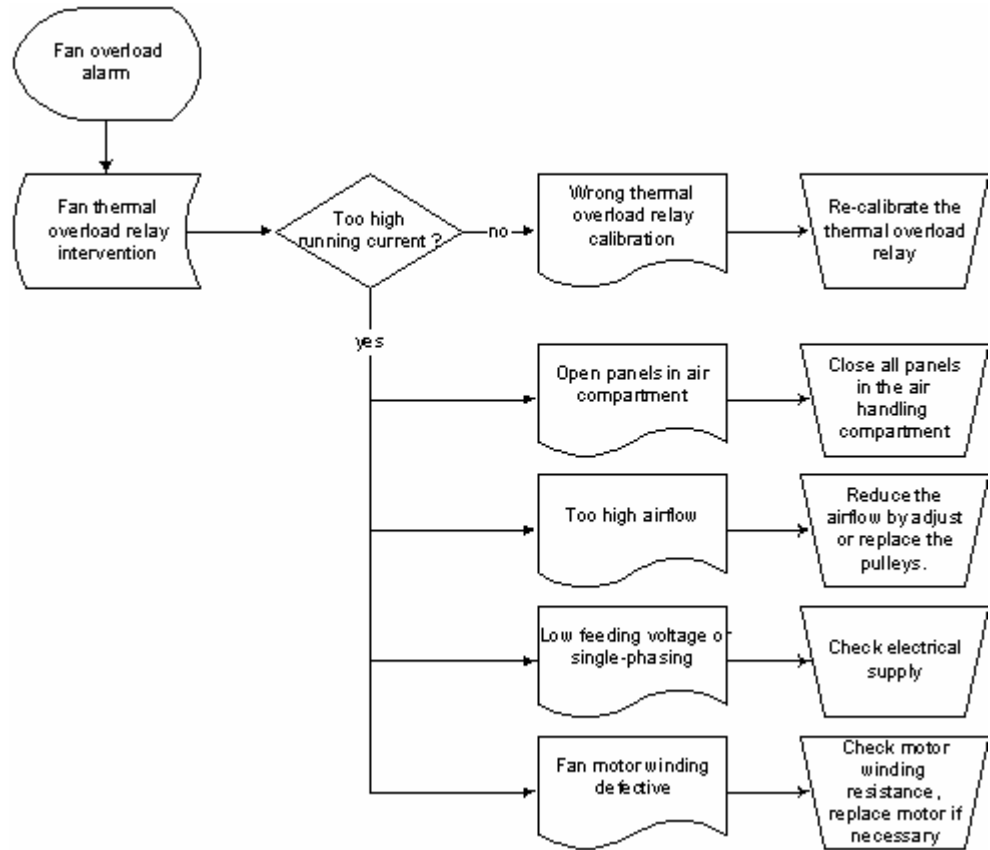 Fan overload
alarm
Fan thermal
overload relay
intervention
Too high
running current ?
no
Wrong thermal
overload relay
calibration
Re-calibrate the
thermal overload
relay
yes
Open panels in air
compartment
Close all panels
in the air
handling
compartment
Too high airflow
Reduce the
airflow by adjust
or replace the
pulleys.
Low feeding voltage or
single-phasing
Check electrical
supply
Fan motor winding
defective
Check motor
winding
resistance,
replace motor if
necessary